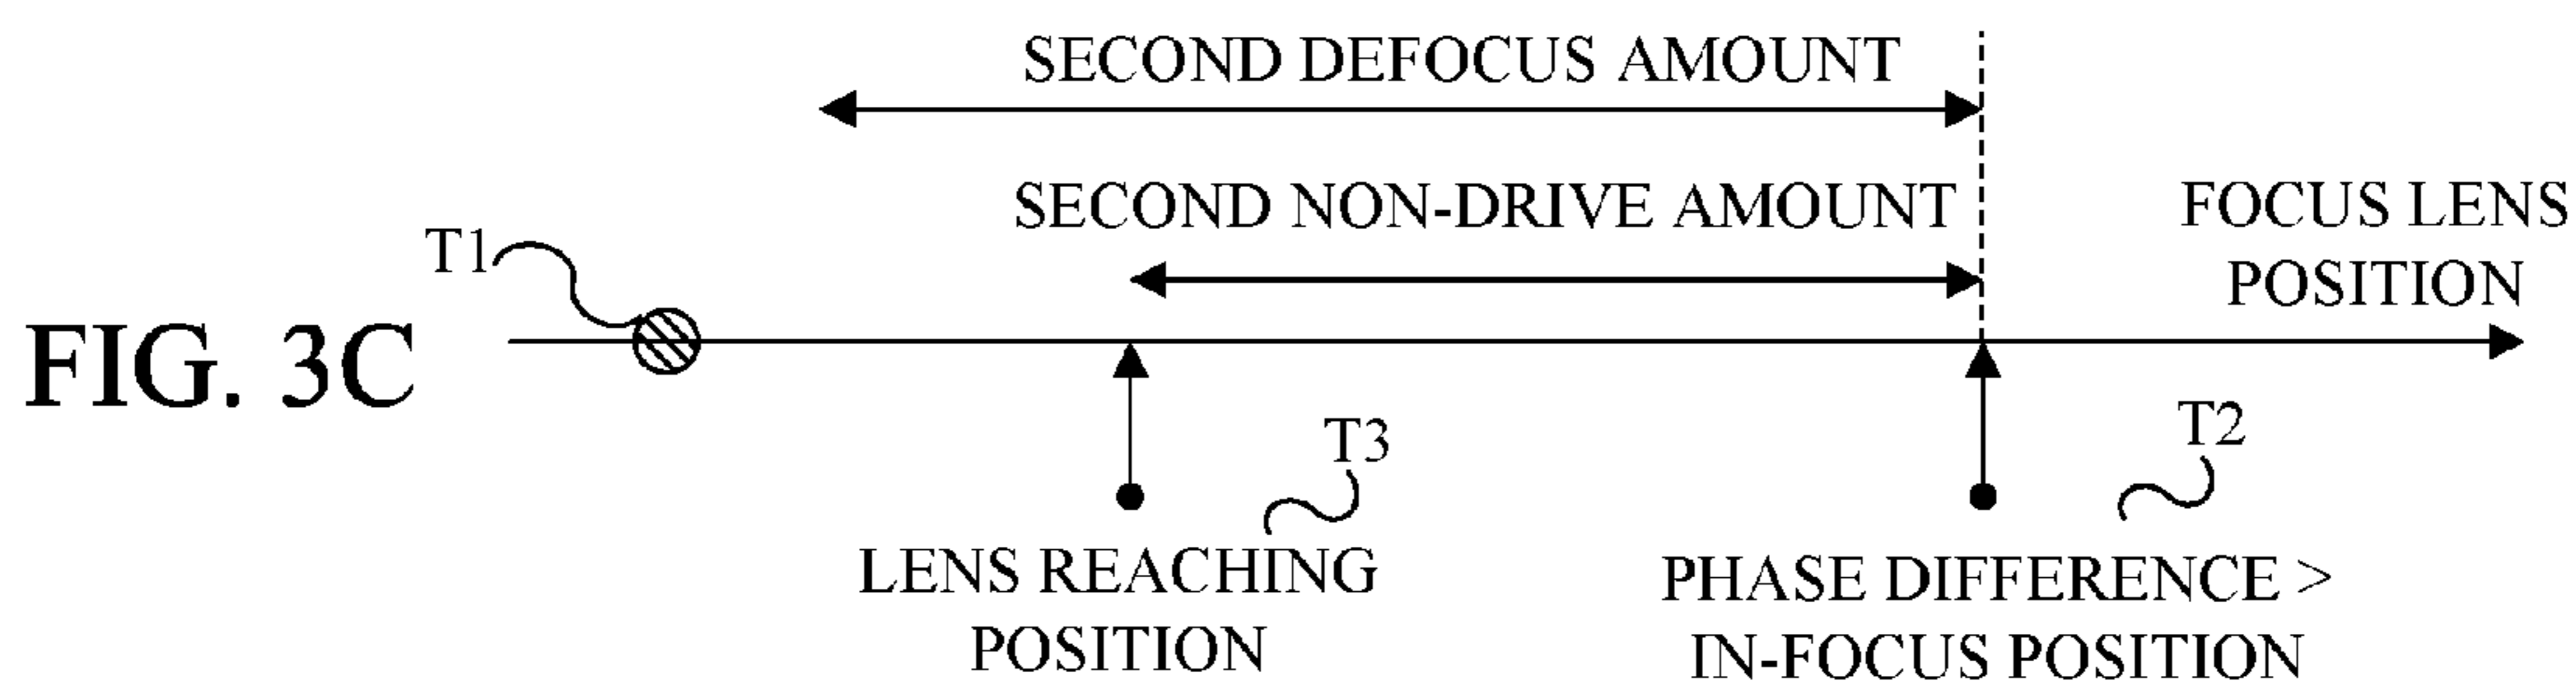 SECOND DEFOCUS AMOUNT
SECOND NON-DRIVE AMOUNT
FOCUS LENS
POSITION
T1
FIG. 3C
T3
T2
LENS REACHING
POSITION
PHASE DIFFERENCE >
IN-FOCUS POSITION